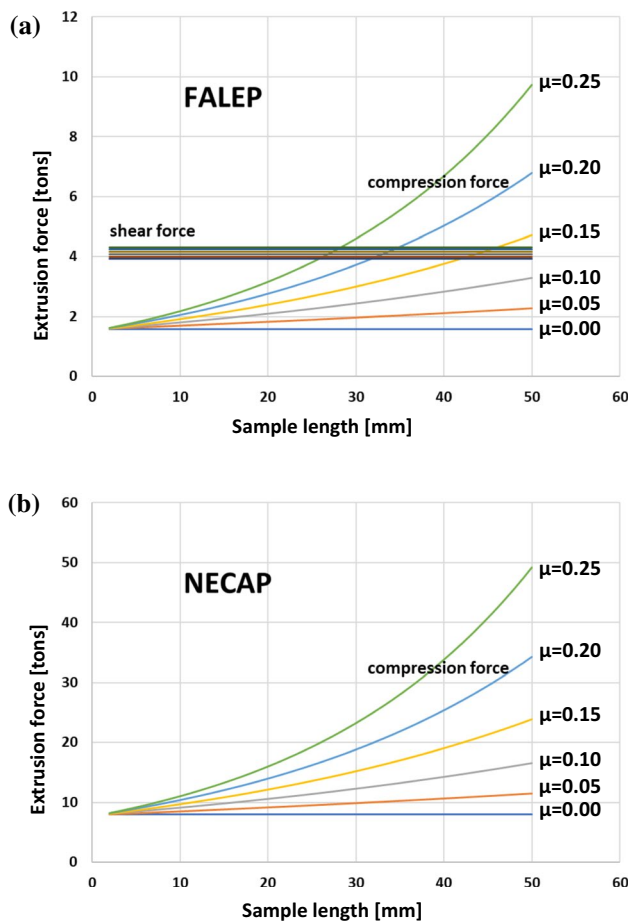 (a)
12
10
8
6
4
2
0
Extrusion force [tons]
FALEP
compression force
shear force
μ=0.25
μ=0.20
μ=0.15
μ=0.10
μ=0.05
μ=0.00
0 10 20 30 40 50 60
Sample length [mm]
(b)
60
50
40
30
20
10
0
Extrusion force [tons]
NECAP
compression force
μ=0.25
μ=0.20
μ=0.15
μ=0.10
μ=0.05
μ=0.00
0 10 20 30 40 50 60
Sample length [mm]